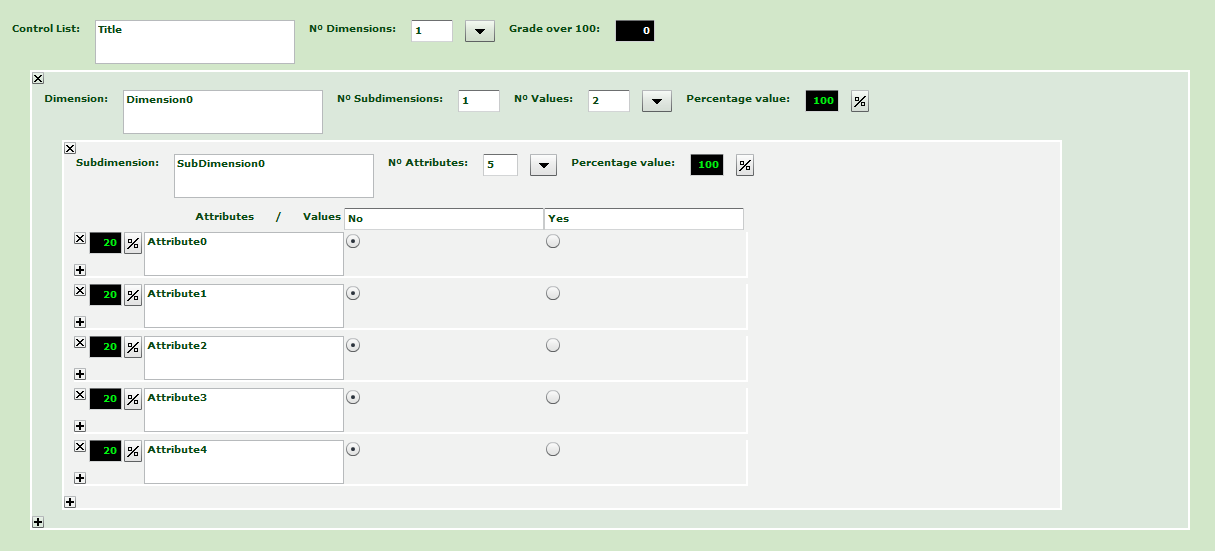 Control List: Title Nº Dimensions: 1 Grade over 100: 0
Dimension: Dimension0 Nº Subdimensions: 1 Nº Values: 2 Percentage value: 100 %
Subdimension: SubDimension0 Nº Attributes: 5 Percentage value: 100 %
Attributes / Values No Yes
20 % Attribute0
20 % Attribute1
20 % Attribute2
20 % Attribute3
20 % Attribute4